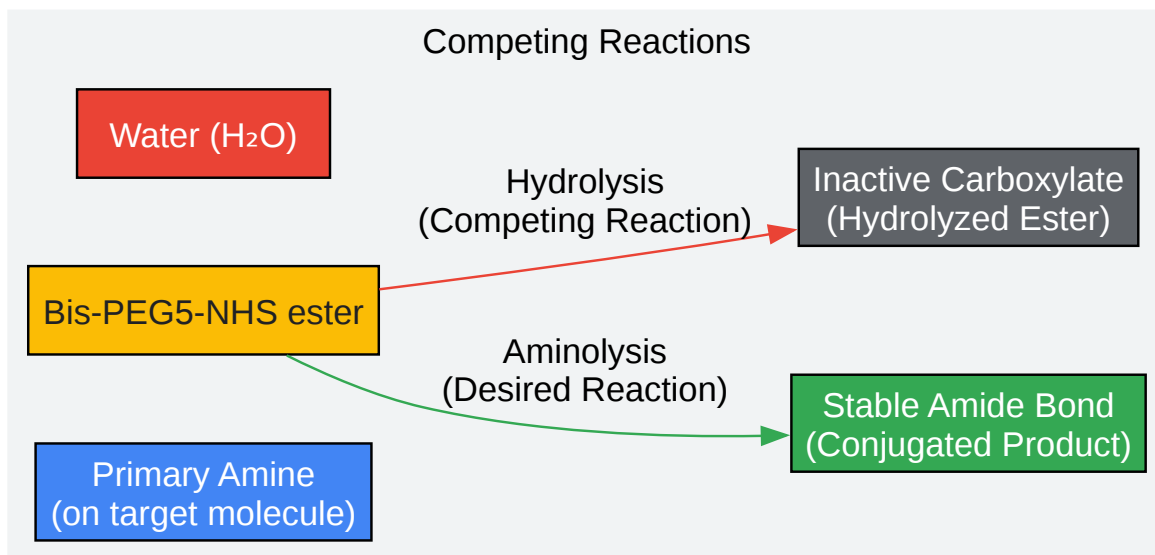 Competing Reactions
Water (H₂O)
Hydrolysis
(Competing Reaction)
Inactive Carboxylate
(Hydrolyzed Ester)
Bis-PEG5-NHS ester
Aminolysis
(Desired Reaction)
Stable Amide Bond
(Conjugated Product)
Primary Amine
(on target molecule)